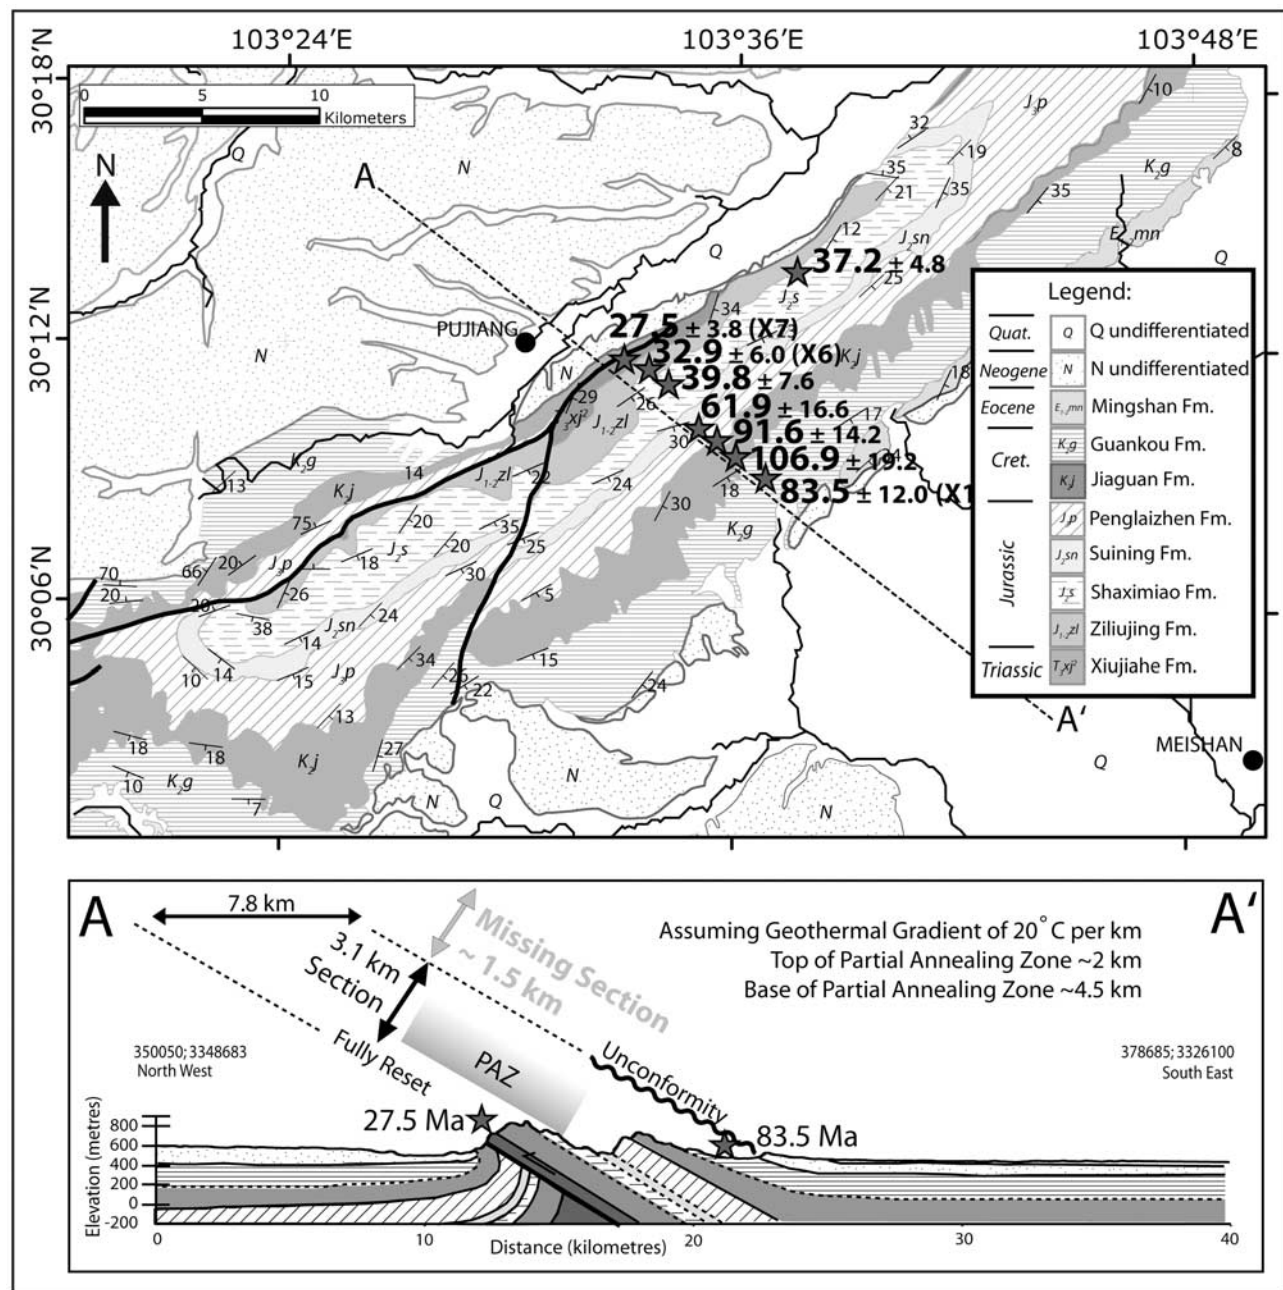 103°24'E 103°36'E 103°48'E
30°18'N
30°12'N
30°06'N
0 5 10
Kilometers
N
A
Q
N
Q
N
N
J₃p
10
32
19
35
35
21
K₂g
8
35
12
J₂sn
E₁₋₂mn
Q
37.2 ± 4.8
25
J₂s
34
PUJIANG
27.5 ± 3.8 (X7)
32.9 ± 6.0 (X6)
K₂j
39.8 ± 7.6
18
61.9 ± 16.6
17
91.6 ± 14.2
106.9 ± 19.2
83.5 ± 12.0 (X1
29
26
30
T₃xj²
J₁₋₂zl
K₂g
13
14
J₁₋₂zl
22
24
18
30
K₂g
K₂j
75
20
35
J₂s
20
25
18
30
70
66
20
J₃p
26
20
20
38
5
24
J₂sn
14
14
10
15
J₃p
34
15
26
22
24
13
18
18
27
K₂j
10
K₂g
7
N
N
Q
N
Q
A'
MEISHAN
Legend:
Quat.
Q Q undifferentiated
Neogene
N N undifferentiated
Eocene
E₁₋₂mn Mingshan Fm.
Cret.
K₂g Guankou Fm.
K₂j Jiaguan Fm.
Jurassic
J₃p Penglaizhen Fm.
J₂sn Suining Fm.
J₂s Shaximiao Fm.
J₁₋₂zl Ziliujing Fm.
Triassic
T₃xj² Xiujiahe Fm.
A
A'
7.8 km
3.1 km
Section
Missing Section
~ 1.5 km
Fully Reset
PAZ
Unconformity
Assuming Geothermal Gradient of 20°C per km
Top of Partial Annealing Zone ~2 km
Base of Partial Annealing Zone ~4.5 km
350050; 3348683
North West
378685; 3326100
South East
27.5 Ma
83.5 Ma
Elevation (metres)
800
600
400
200
0
-200
0 10 20 30 40
Distance (kilometres)